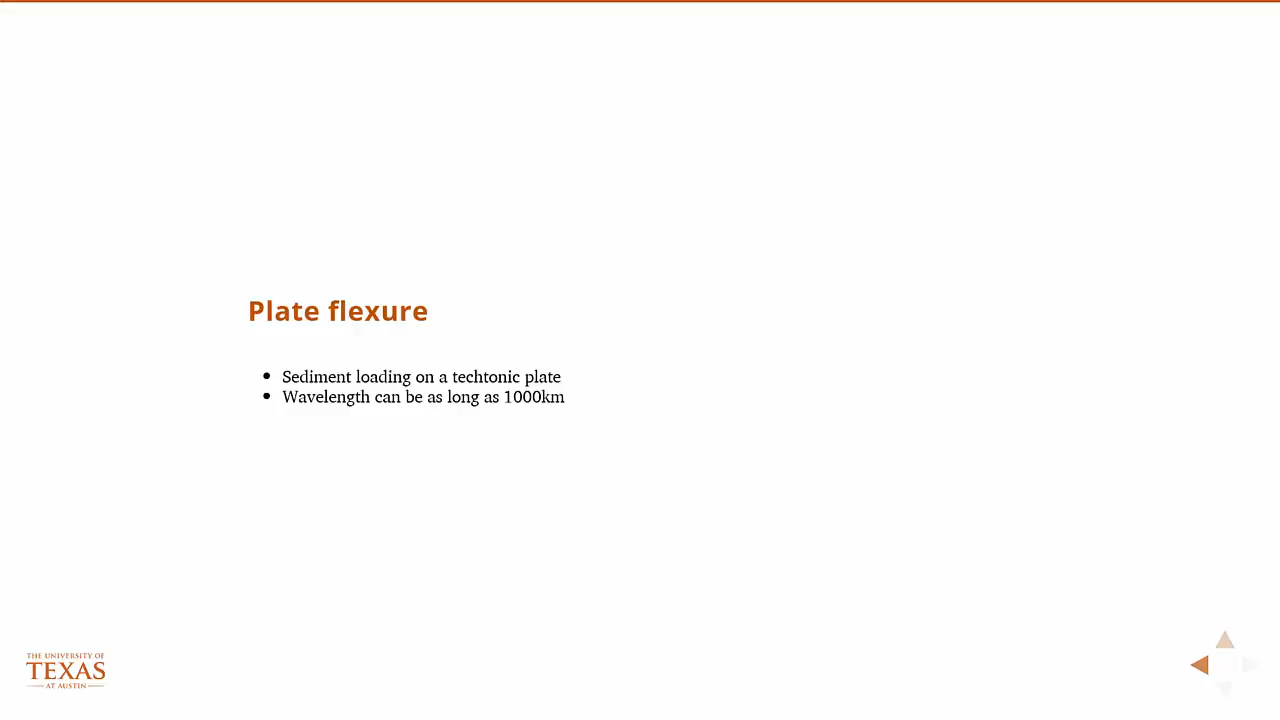 Plate flexure
• Sediment loading on a techtonic plate
• Wavelength can be as long as 1000km
THE UNIVERSITY OF
TEXAS
AT AUSTIN